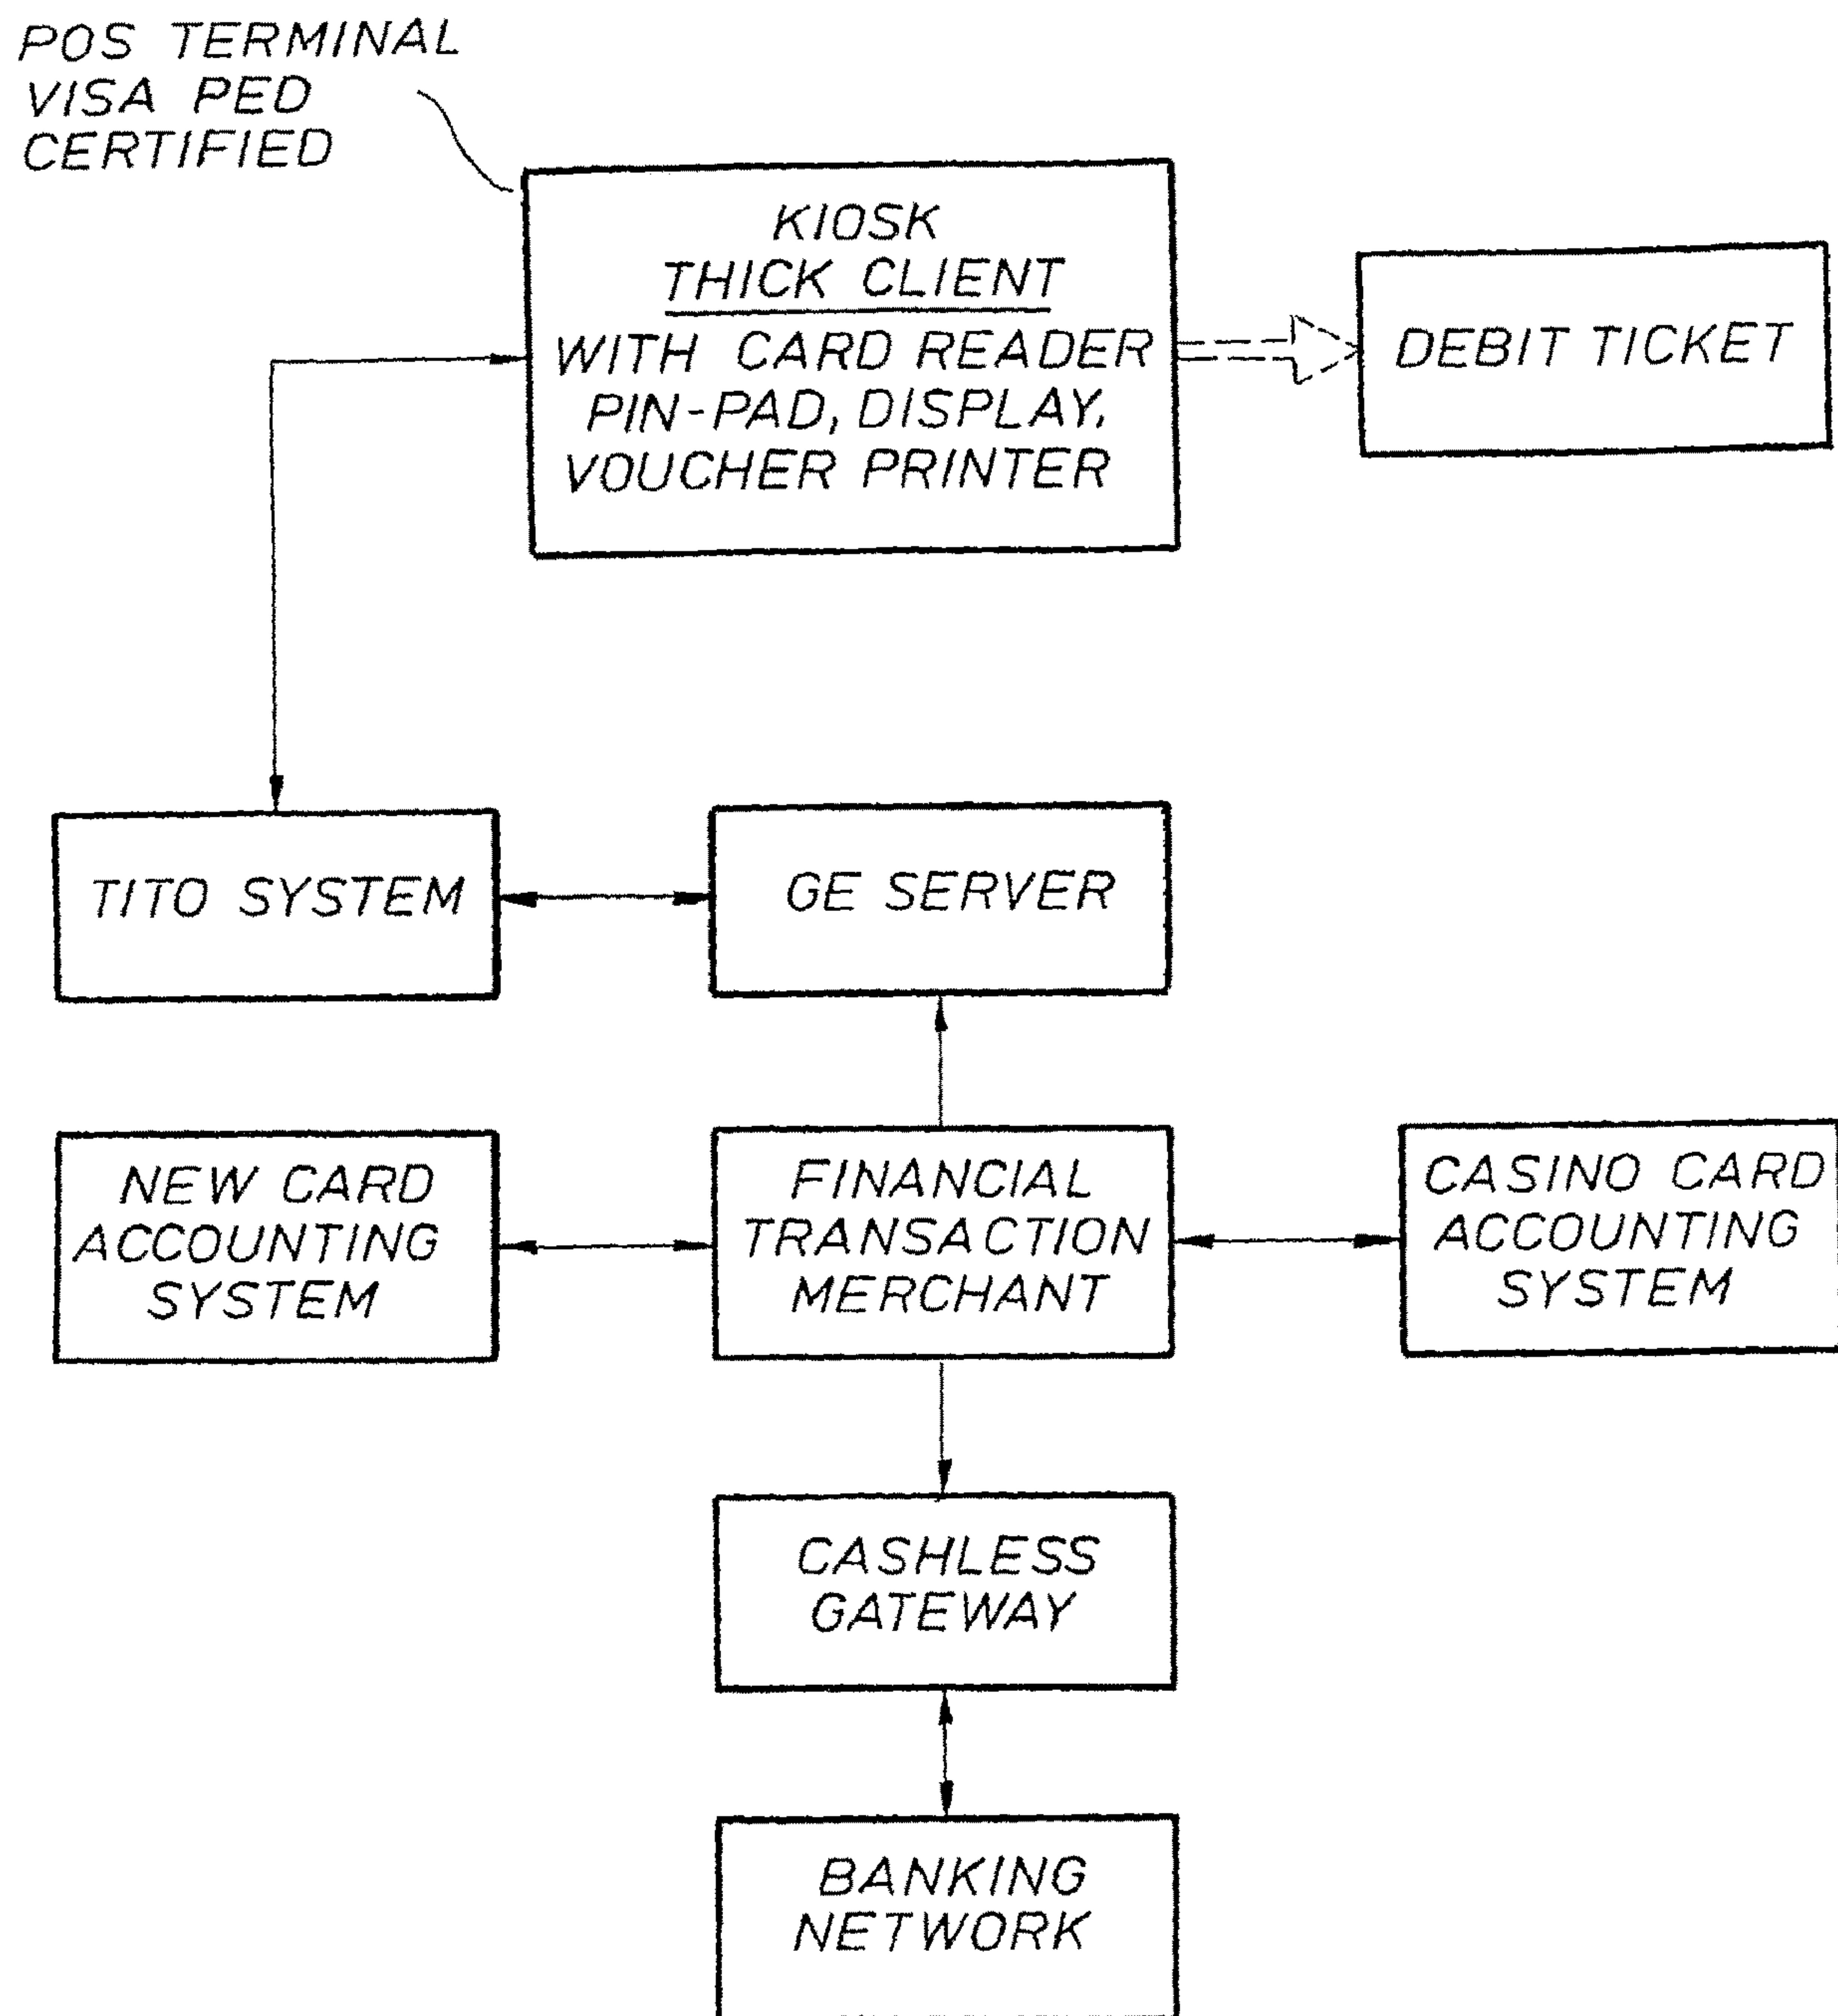 POS TERMINAL
VISA PED
CERTIFIED
KIOSK
THICK CLIENT
WITH CARD READER
PIN-PAD, DISPLAY,
VOUCHER PRINTER
DEBIT TICKET
TITO SYSTEM
GE SERVER
NEW CARD
ACCOUNTING
SYSTEM
FINANCIAL
TRANSACTION
MERCHANT
CASINO CARD
ACCOUNTING
SYSTEM
CASHLESS
GATEWAY
BANKING
NETWORK